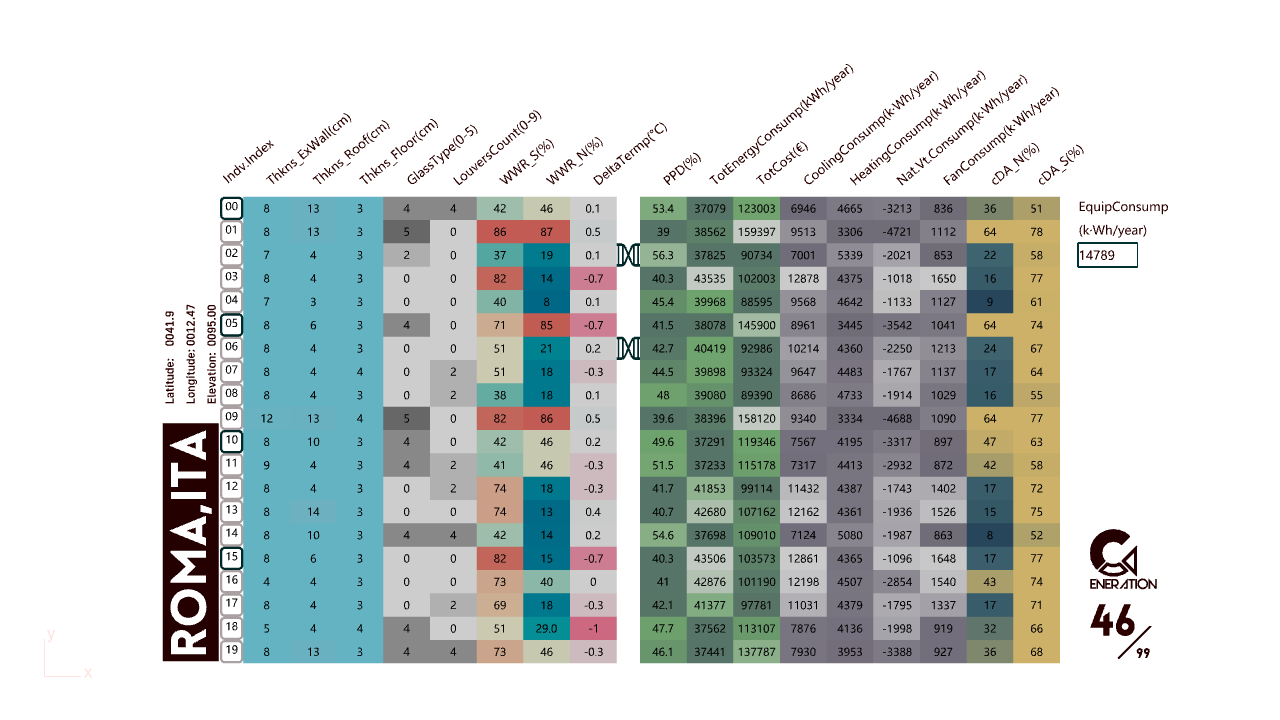 Indv.Index Thkns_ExWall(cm) Thkns_Roof(cm) Thkns_Floor(cm) GlassType(0-5) LouversCount(0-9) WWR_S(%) WWR_N(%) DeltaTermp(°C) PPD(%) TotEnergyConsump(kWh/year) TotCost(€) CoolingConsump(k·Wh/year) HeatingConsump(k·Wh/year) Nat.Vt.Consump(k·Wh/year) FanConsump(k·Wh/year) cDA_N(%) cDA_S(%)
00 8 13 3 4 4 42 46 0.1 53.4 37079 123003 6946 4665 -3213 836 36 51
01 8 13 3 5 0 86 87 0.5 39 38562 159397 9513 3306 -4721 1112 64 78
02 7 4 3 2 0 37 19 0.1 56.3 37825 90734 7001 5339 -2021 853 22 58
03 8 4 3 0 0 82 14 -0.7 40.3 43535 102003 12878 4375 -1018 1650 16 77
04 7 3 3 0 0 40 8 0.1 45.4 39968 88595 9568 4642 -1133 1127 9 61
05 8 6 3 4 0 71 85 -0.7 41.5 38078 145900 8961 3445 -3542 1041 64 74
06 8 4 3 0 0 51 21 0.2 42.7 40419 92986 10214 4360 -2250 1213 24 67
07 8 4 4 0 2 51 18 -0.3 44.5 39898 93324 9647 4483 -1767 1137 17 64
08 8 4 3 0 2 38 18 0.1 48 39080 89390 8686 4733 -1914 1029 16 55
09 12 13 4 5 0 82 86 0.5 39.6 38396 158120 9340 3334 -4688 1090 64 77
10 8 10 3 4 0 42 46 0.2 49.6 37291 119346 7567 4195 -3317 897 47 63
11 9 4 3 4 2 41 46 -0.3 51.5 37233 115178 7317 4413 -2932 872 42 58
12 8 4 3 0 2 74 18 -0.3 41.7 41853 99114 11432 4387 -1743 1402 17 72
13 8 14 3 0 0 74 13 0.4 40.7 42680 107162 12162 4361 -1936 1526 15 75
14 8 10 3 4 4 42 14 0.2 54.6 37698 109010 7124 5080 -1987 863 8 52
15 8 6 3 0 0 82 15 -0.7 40.3 43506 103573 12861 4365 -1096 1648 17 77
16 4 4 3 0 0 73 40 0 41 42876 101190 12198 4507 -2854 1540 43 74
17 8 4 3 0 2 69 18 -0.3 42.1 41377 97781 11031 4379 -1795 1337 17 71
18 5 4 4 4 0 51 29.0 -1 47.7 37562 113107 7876 4136 -1998 919 32 66
19 8 13 3 4 4 73 46 -0.3 46.1 37441 137787 7930 3953 -3388 927 36 68
EquipConsump
(k·Wh/year)
14789
Latitude: 0041.9
Longitude: 0012.47
Elevation: 0095.00
ROMA,ITA
GENERATION
46/99
y
x